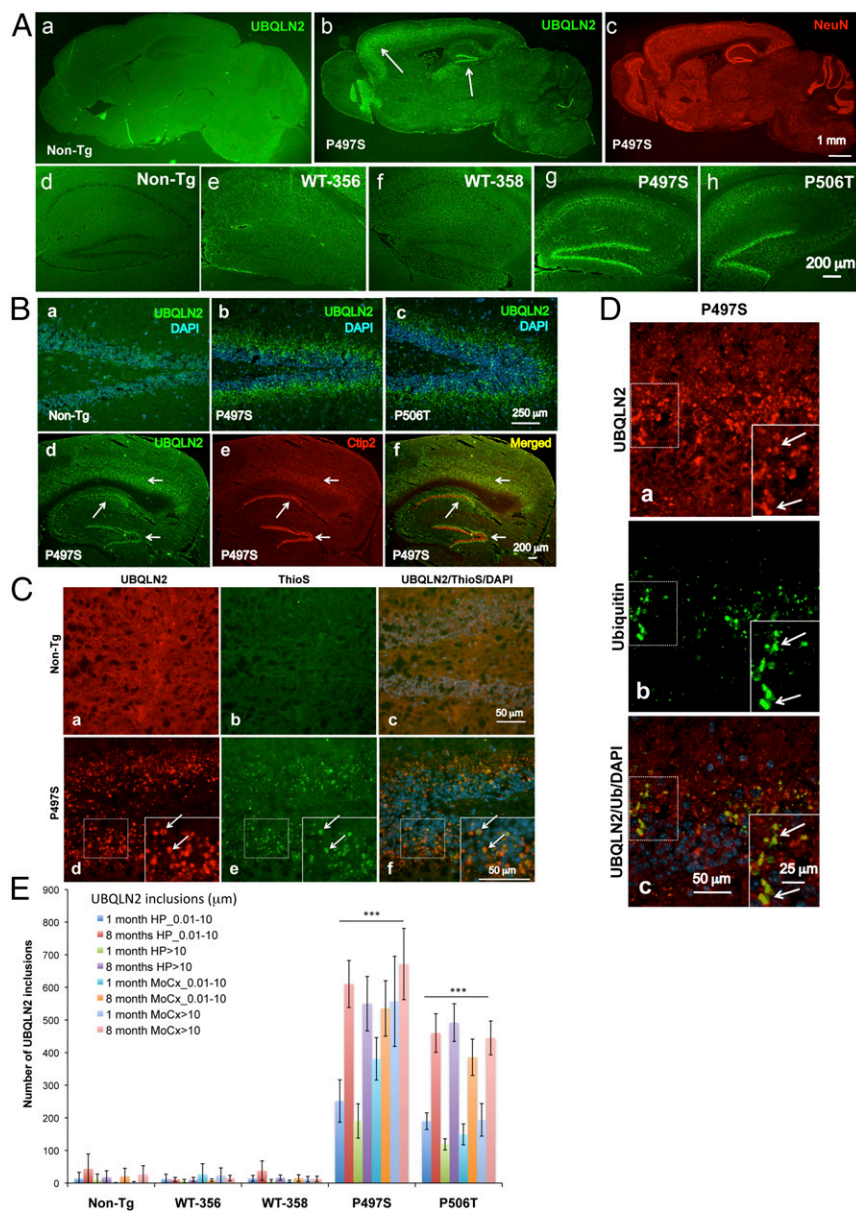 A
a
UBQLN2
Non-Tg
b
UBQLN2
P497S
c
NeuN
P497S
1 mm
d
Non-Tg
e
WT-356
f
WT-358
g
P497S
h
P506T
200 µm
B
a
UBQLN2
DAPI
Non-Tg
b
UBQLN2
DAPI
P497S
c
UBQLN2
DAPI
P506T
250 µm
d
UBQLN2
P497S
e
Ctip2
P497S
f
Merged
P497S
200 µm
C
UBQLN2
ThioS
UBQLN2/ThioS/DAPI
Non-Tg
a
b
c
50 µm
P497S
d
e
f
50 µm
D
P497S
UBQLN2
a
Ubiquitin
b
UBQLN2/Ub/DAPI
c
50 µm
25 µm
E
UBQLN2 inclusions (µm)
1 month HP_0.01-10
8 months HP_0.01-10
1 month HP>10
8 months HP>10
1 month MoCx_0.01-10
8 month MoCx_0.01-10
1 month MoCx>10
8 month MoCx>10
Number of UBQLN2 inclusions
900
800
700
600
500
400
300
200
100
0
***
***
Non-Tg
WT-356
WT-358
P497S
P506T